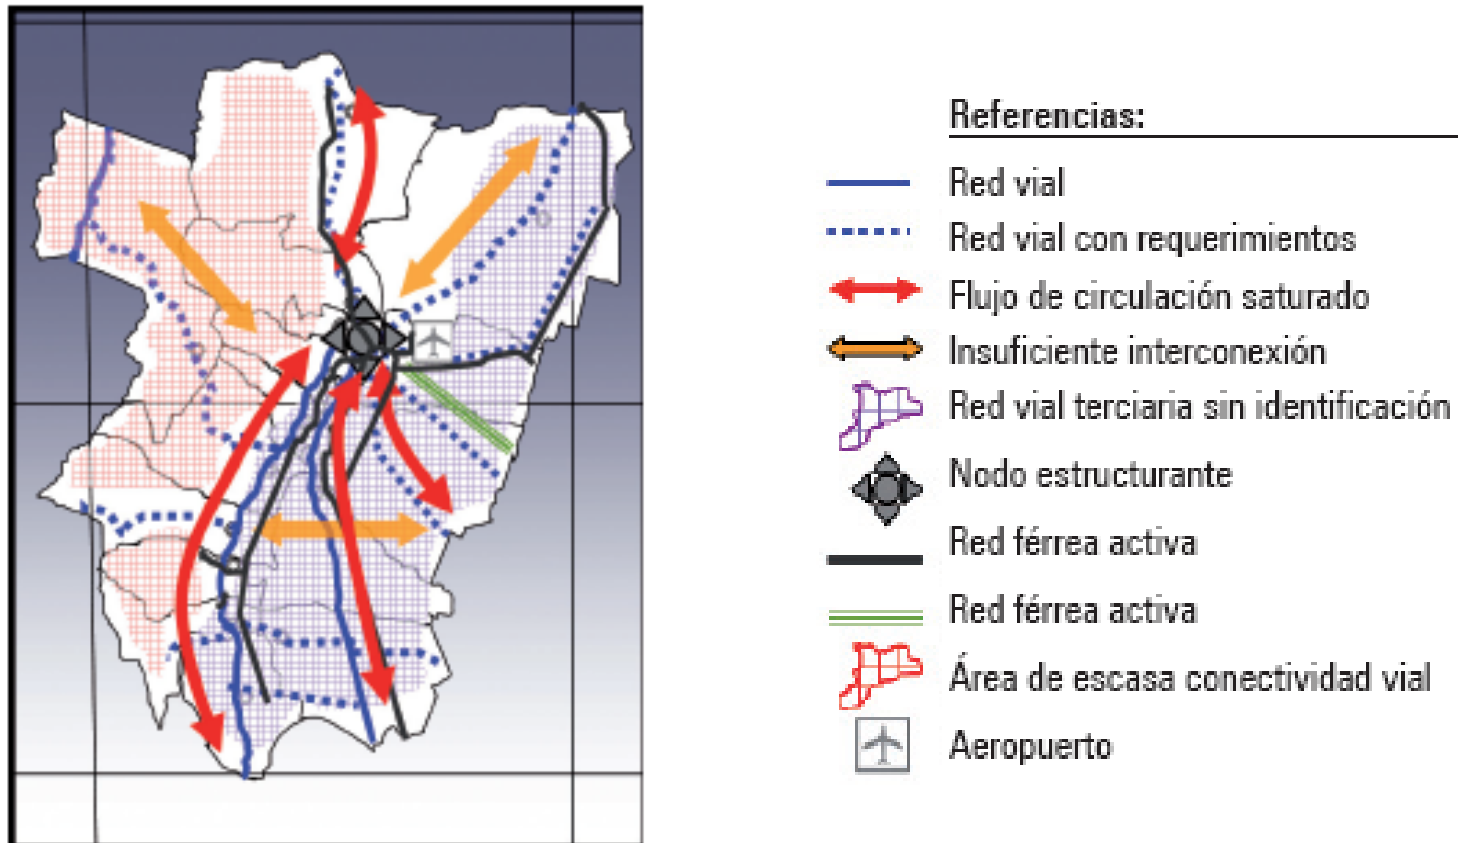 Referencias:
Red vial
Red vial con requerimientos
Flujo de circulación saturado
Insuficiente interconexión
Red vial terciaria sin identificación
Nodo estructurante
Red férrea activa
Red férrea activa
Área de escasa conectividad vial
Aeropuerto